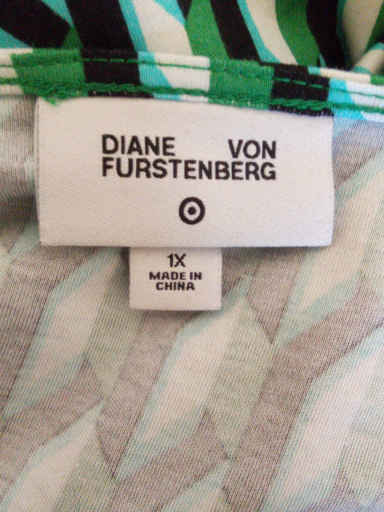 DIANE VON
FURSTENBERG
1X
MADE IN
CHINA